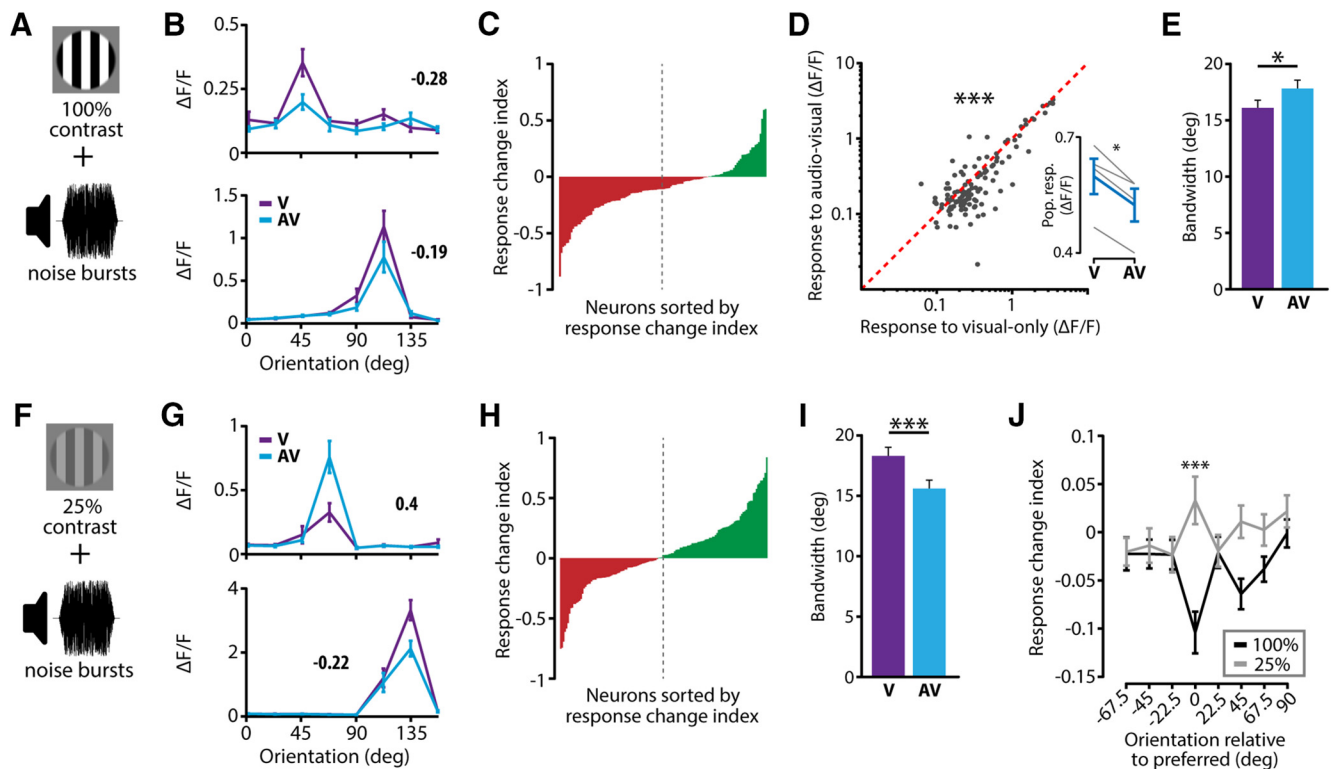 A
100%
contrast
+
noise bursts
B
ΔF/F
0.5
0.25
0
-0.28
ΔF/F
1.5
1
0.5
0
V
AV
-0.19
0 45 90 135
Orientation (deg)
C
Response change index
1
0.5
0
-0.5
-1
Neurons sorted by
response change index
D
Response to audio-visual (ΔF/F)
10
1
0.1
***
0.1 1
Response to visual-only (ΔF/F)
Pop. resp.
(ΔF/F)
0.7
0.4
*
V AV
E
Bandwidth (deg)
20
15
10
5
0
*
V AV
F
25%
contrast
+
noise bursts
G
ΔF/F
1
0.5
0
V
AV
0.4
ΔF/F
4
2
0
-0.22
0 45 90 135
Orientation (deg)
H
Response change index
1
0.5
0
-0.5
-1
Neurons sorted by
response change index
I
Bandwidth (deg)
20
15
10
5
0
***
V AV
J
Response change index
0.1
0.05
0
-0.05
-0.1
-0.15
***
100%
25%
-67.5 -45 -22.5 0 22.5 45 67.5 90
Orientation relative
to preferred (deg)